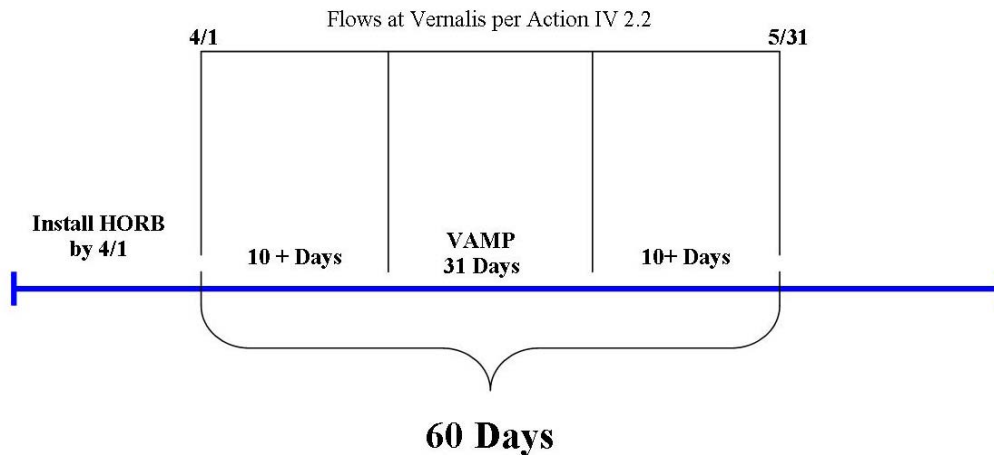 Flows at Vernalis per Action IV 2.2
4/1
5/31
Install HORB
by 4/1
10 + Days
VAMP
31 Days
10+ Days
60 Days